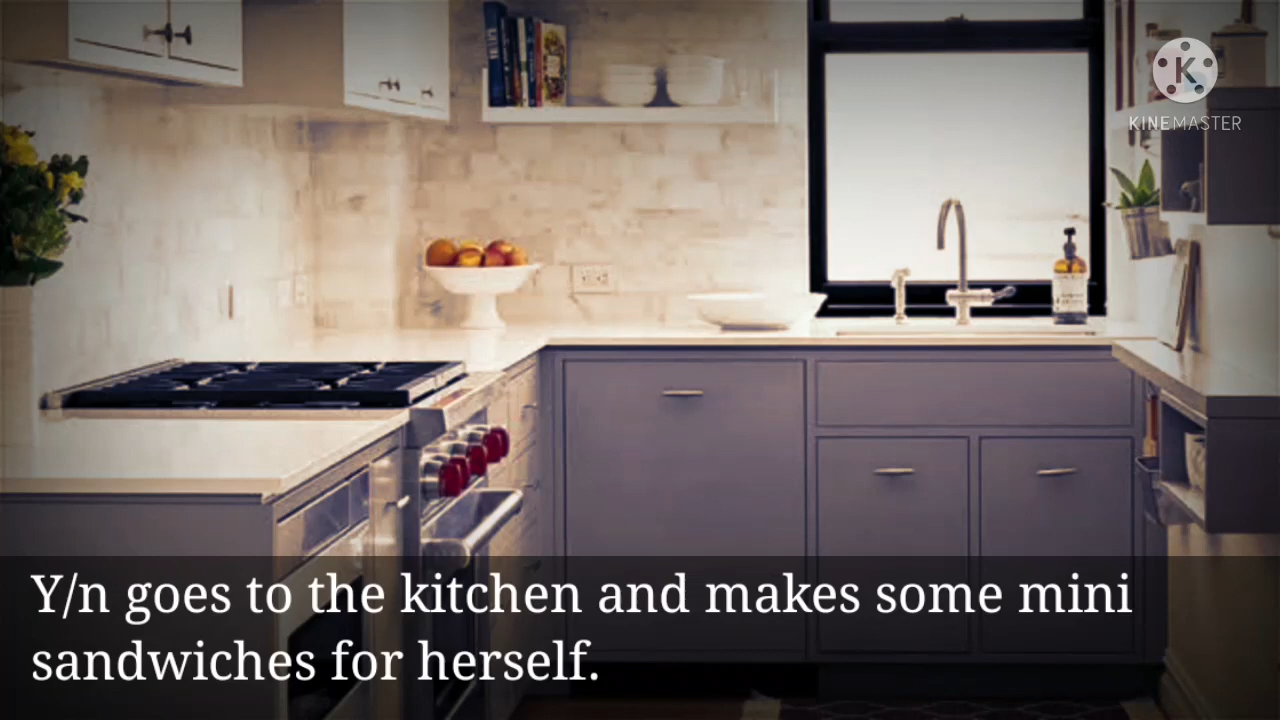 K
KINEMASTER
Y/n goes to the kitchen and makes some mini
sandwiches for herself.